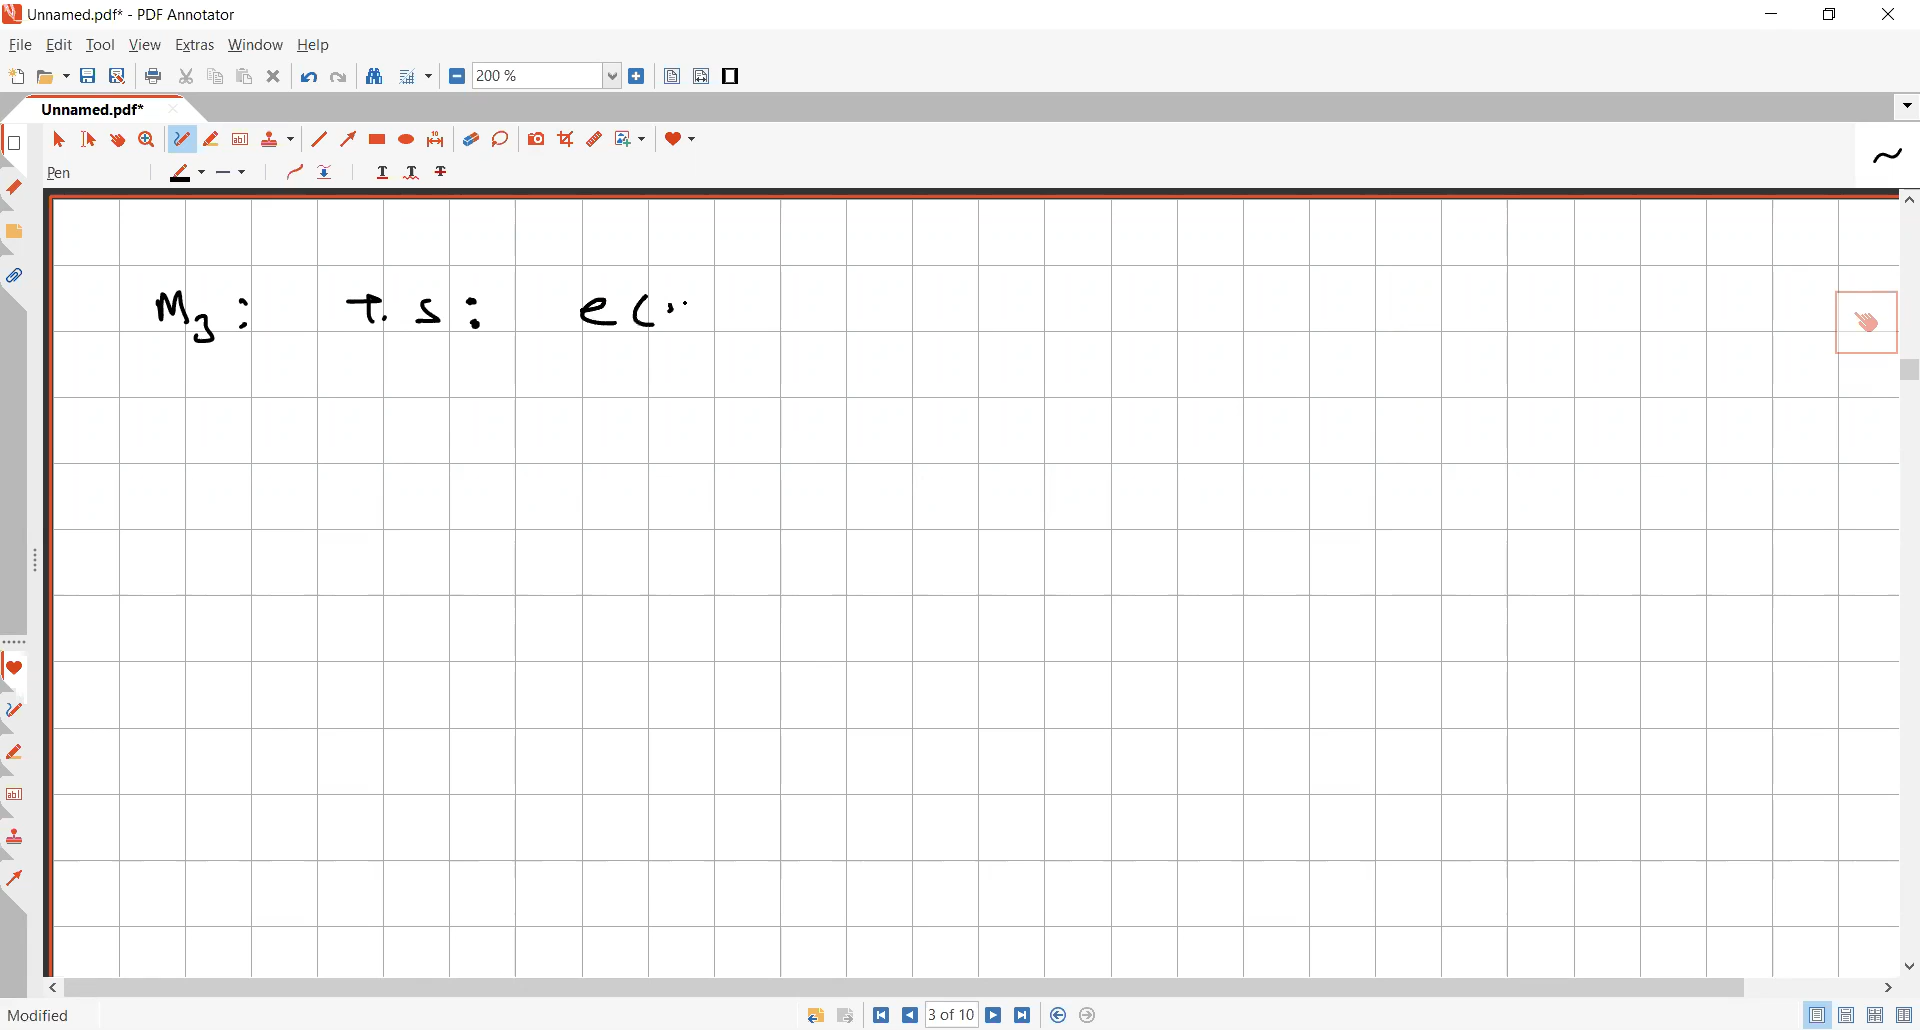 Unnamed.pdf* - PDF Annotator
File Edit Tool View Extras Window Help
200 %
Unnamed.pdf*
Pen
M3: t. s: e(
Modified
3 of 10